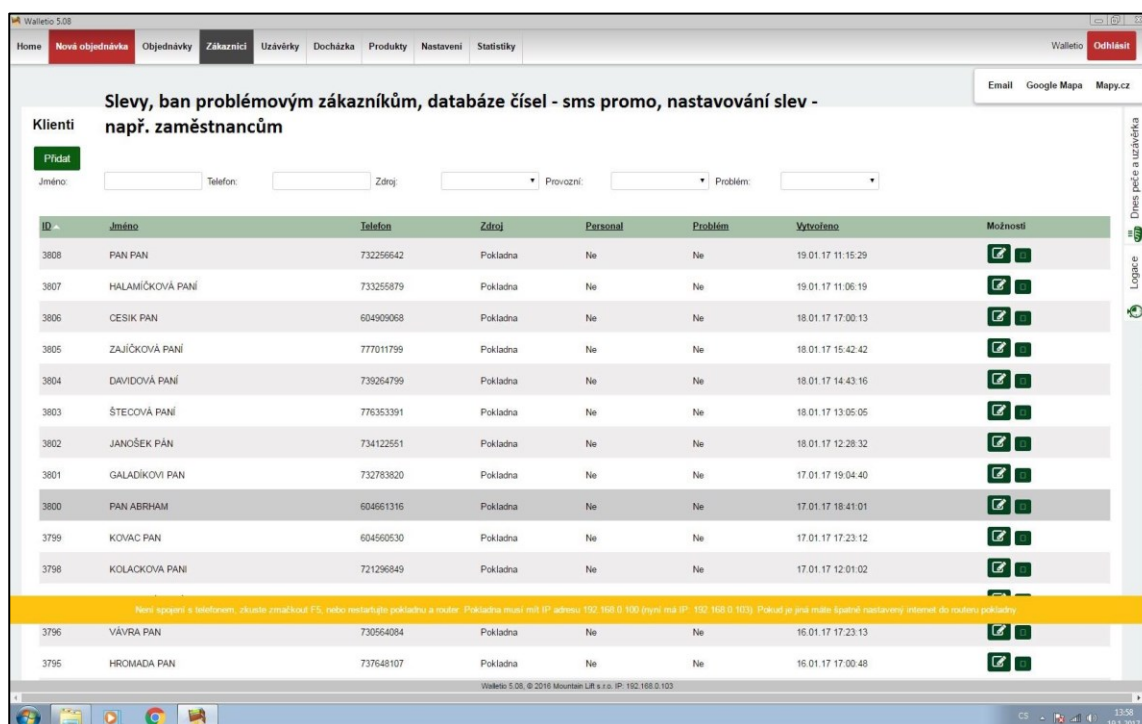 Walletio 5.08
Home Nová objednávka Objednávky Zákazníci Uzávěrky Docházka Produkty Nastavení Statistiky Walletio Odhlásit
Email Google Mapa Mapy.cz
Slevy, ban problémovým zákazníkům, databáze čísel - sms promo, nastavování slev -
např. zaměstnancům
Klienti
Přidat
Jméno: Telefon: Zdroj: Provozní: Problém:
ID Jméno Telefon Zdroj Personal Problém Vytvořeno Možnosti
3808 PAN PAN 732256642 Pokladna Ne Ne 19.01.17 11:15:29
3807 HALAMÍČKOVÁ PANÍ 733255879 Pokladna Ne Ne 19.01.17 11:06:19
3806 CESIK PAN 604909068 Pokladna Ne Ne 18.01.17 17:00:13
3805 ZAJÍČKOVÁ PANÍ 777011799 Pokladna Ne Ne 18.01.17 15:42:42
3804 DAVIDOVÁ PANÍ 739264799 Pokladna Ne Ne 18.01.17 14:43:16
3803 ŠTECOVÁ PANÍ 776353391 Pokladna Ne Ne 18.01.17 13:05:05
3802 JANOŠEK PÁN 734122551 Pokladna Ne Ne 18.01.17 12:28:32
3801 GALADÍKOVI PAN 732783820 Pokladna Ne Ne 17.01.17 19:04:40
3800 PAN ABRHAM 604661316 Pokladna Ne Ne 17.01.17 18:41:01
3799 KOVAC PAN 604560530 Pokladna Ne Ne 17.01.17 17:23:12
3798 KOLACKOVA PANI 721296849 Pokladna Ne Ne 17.01.17 12:01:02
Není spojení s telefonem, zkuste zmačkout F5, nebo restartujte pokladnu a router. Pokladna musí mít IP adresu 192.168.0.100 (nyní má IP: 192.168.0.103). Pokud je jiná máte špatně nastavený internet do routeru pokladny.
3796 VÁVRA PAN 730564084 Pokladna Ne Ne 16.01.17 17:23:13
3795 HROMADA PAN 737648107 Pokladna Ne Ne 16.01.17 17:00:48
Walletio 5.08, © 2016 Mountain Lift s.r.o. IP: 192.168.0.103
Dnes peče a uzávěrka
Logace
CS 13:58